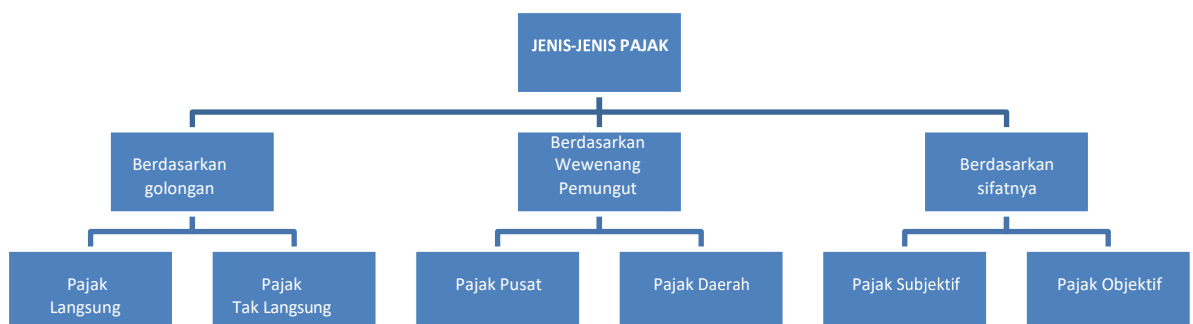 JENIS-JENIS PAJAK
Berdasarkan
golongan
Berdasarkan
Wewenang
Pemungut
Berdasarkan
sifatnya
Pajak
Langsung
Pajak
Tak Langsung
Pajak Pusat
Pajak Daerah
Pajak Subjektif
Pajak Objektif